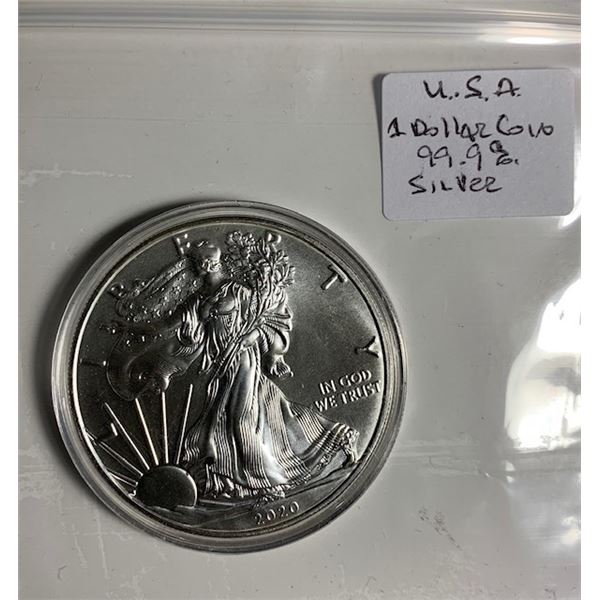 U.S.A.
1 Dollar Coin
99.9%.
SILVER
LIBERTY
IN GOD
WE TRUST
2020